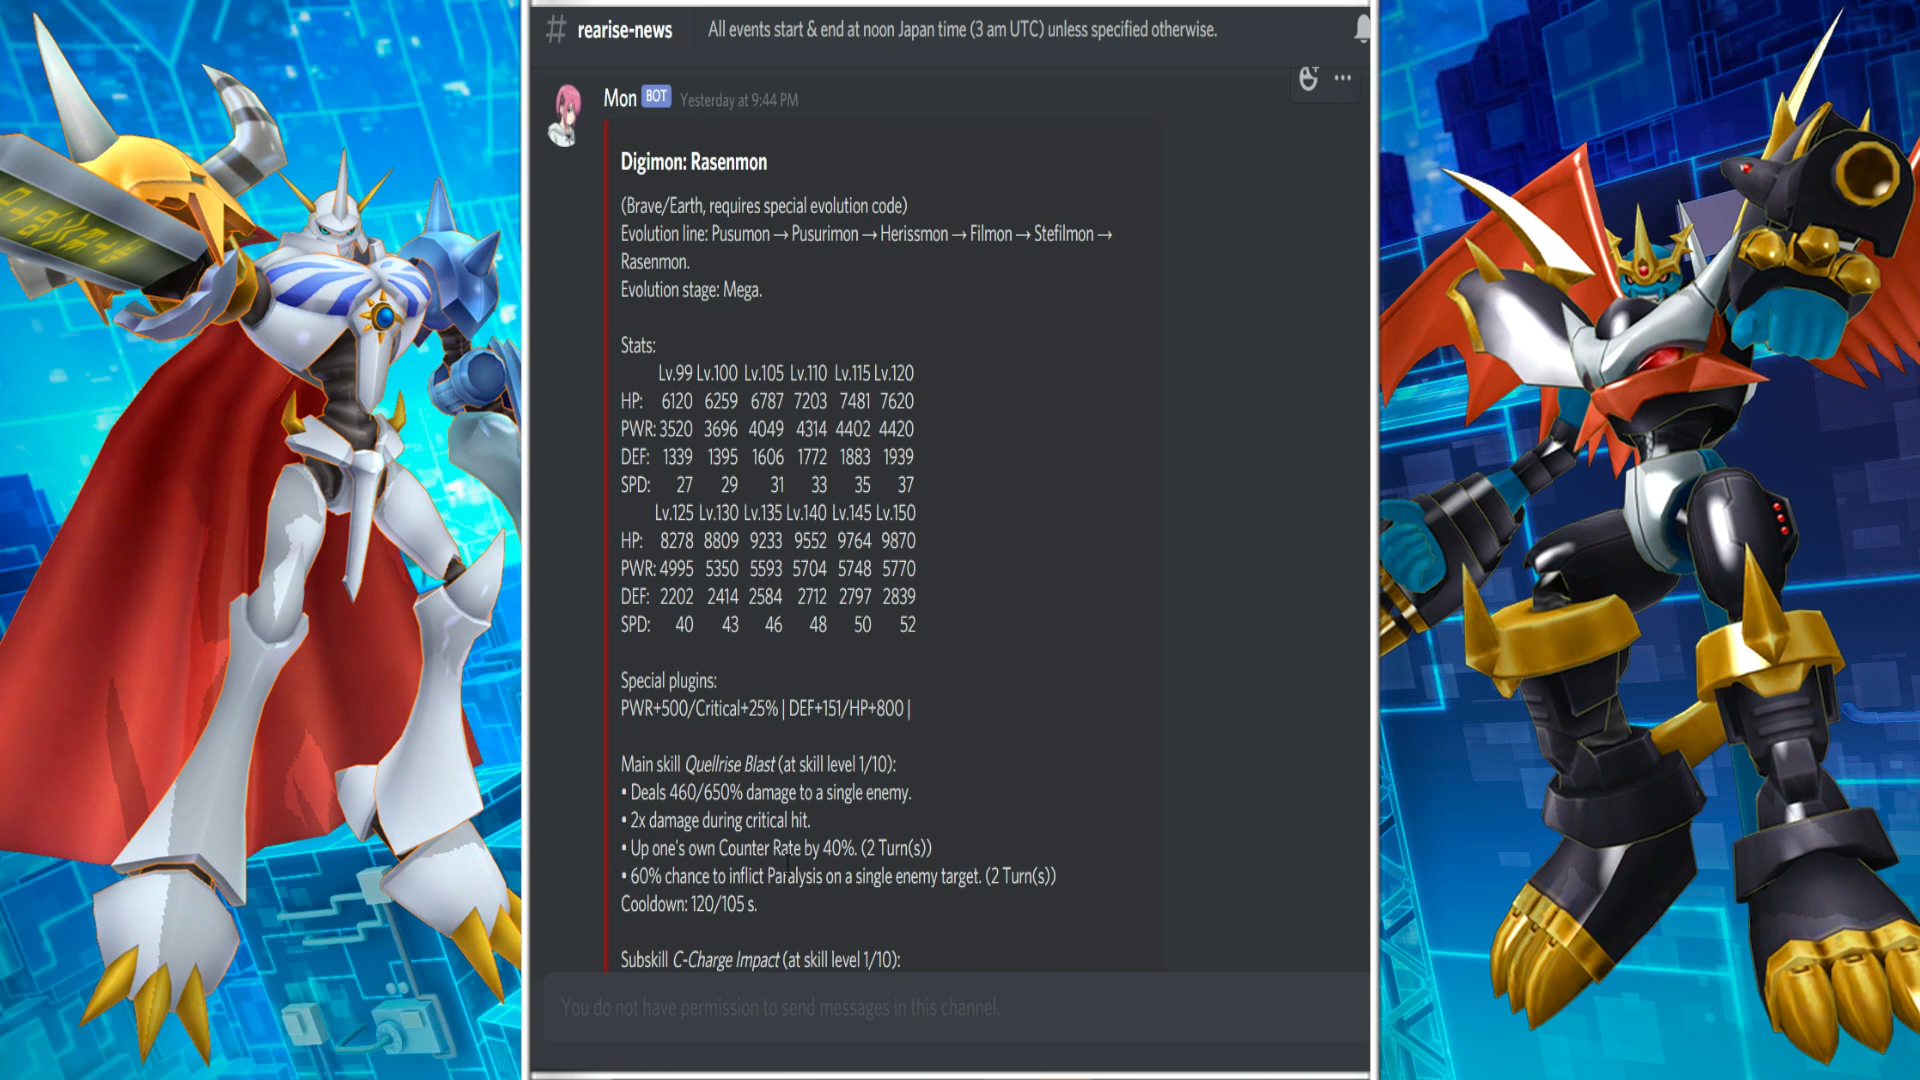 # rearise-news
All events start & end at noon Japan time (3 am UTC) unless specified otherwise.
Mon BOT Yesterday at 9:44 PM
Digimon: Rasenmon
(Brave/Earth, requires special evolution code)
Evolution line: Pusumon → Pusurimon → Herissmon → Filmon → Stefilmon →
Rasenmon.
Evolution stage: Mega.
Stats:
Lv.99 Lv.100 Lv.105 Lv.110 Lv.115 Lv.120
HP: 6120 6259 6787 7203 7481 7620
PWR: 3520 3696 4049 4314 4402 4420
DEF: 1339 1395 1606 1772 1883 1939
SPD: 27 29 31 33 35 37
Lv.125 Lv.130 Lv.135 Lv.140 Lv.145 Lv.150
HP: 8278 8809 9233 9552 9764 9870
PWR: 4995 5350 5593 5704 5748 5770
DEF: 2202 2414 2584 2712 2797 2839
SPD: 40 43 46 48 50 52
Special plugins:
PWR+500/Critical+25% | DEF+151/HP+800 |
Main skill Quellrise Blast (at skill level 1/10):
• Deals 460/650% damage to a single enemy.
• 2x damage during critical hit.
• Up one's own Counter Rate by 40%. (2 Turn(s))
• 60% chance to inflict Paralysis on a single enemy target. (2 Turn(s))
Cooldown: 120/105 s.
Subskill C-Charge Impact (at skill level 1/10):
You do not have permission to send messages in this channel.